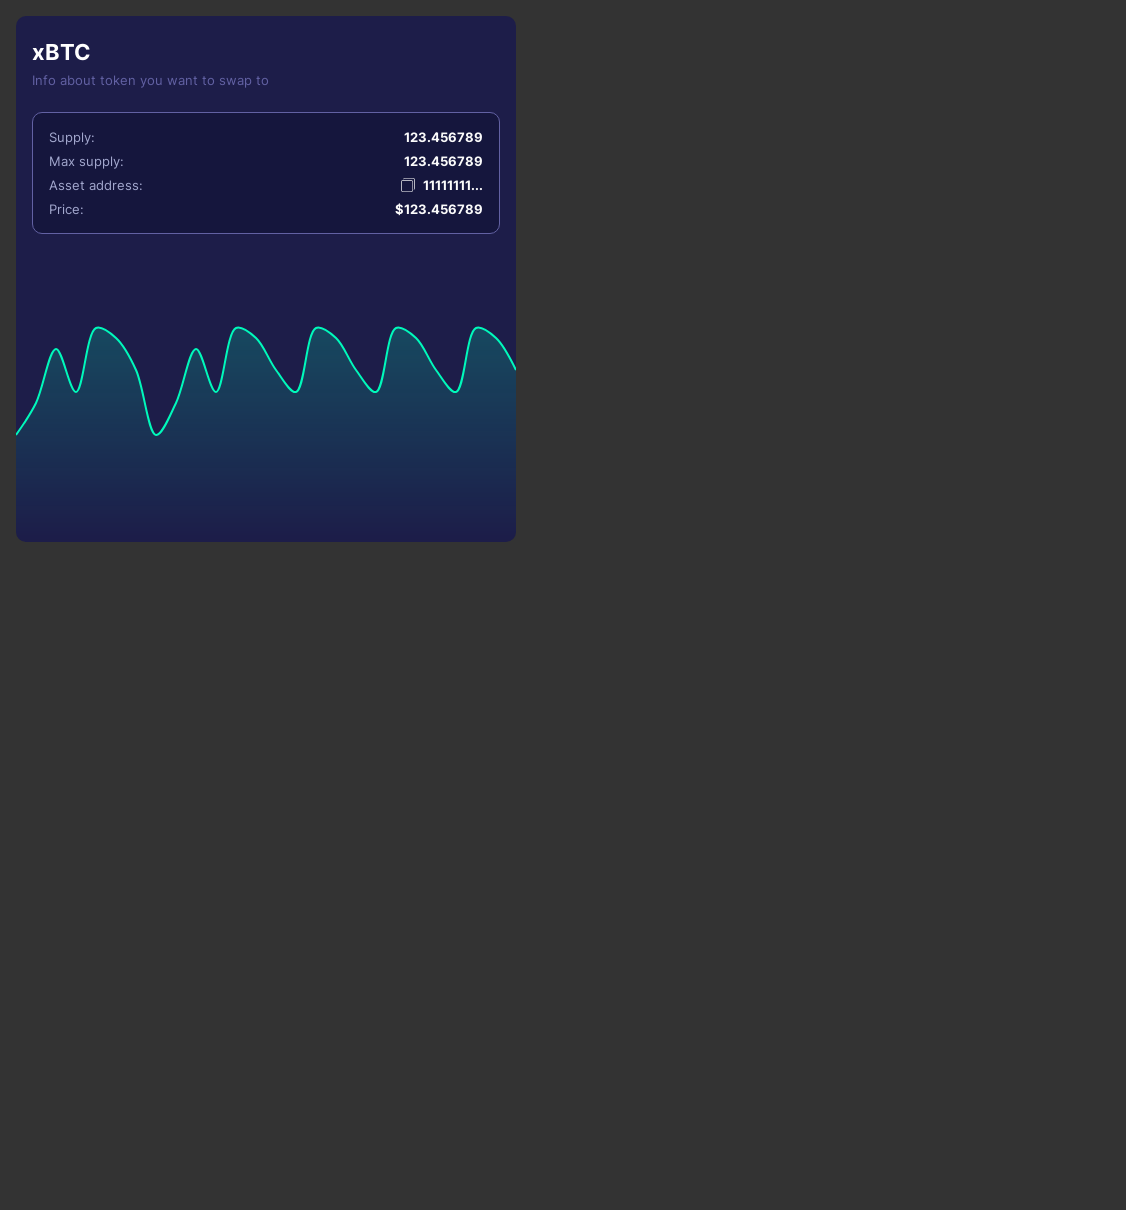 xBTC
Info about token you want to swap to
Supply: 123.456789
Max supply: 123.456789
Asset address: 11111111...
Price: $123.456789